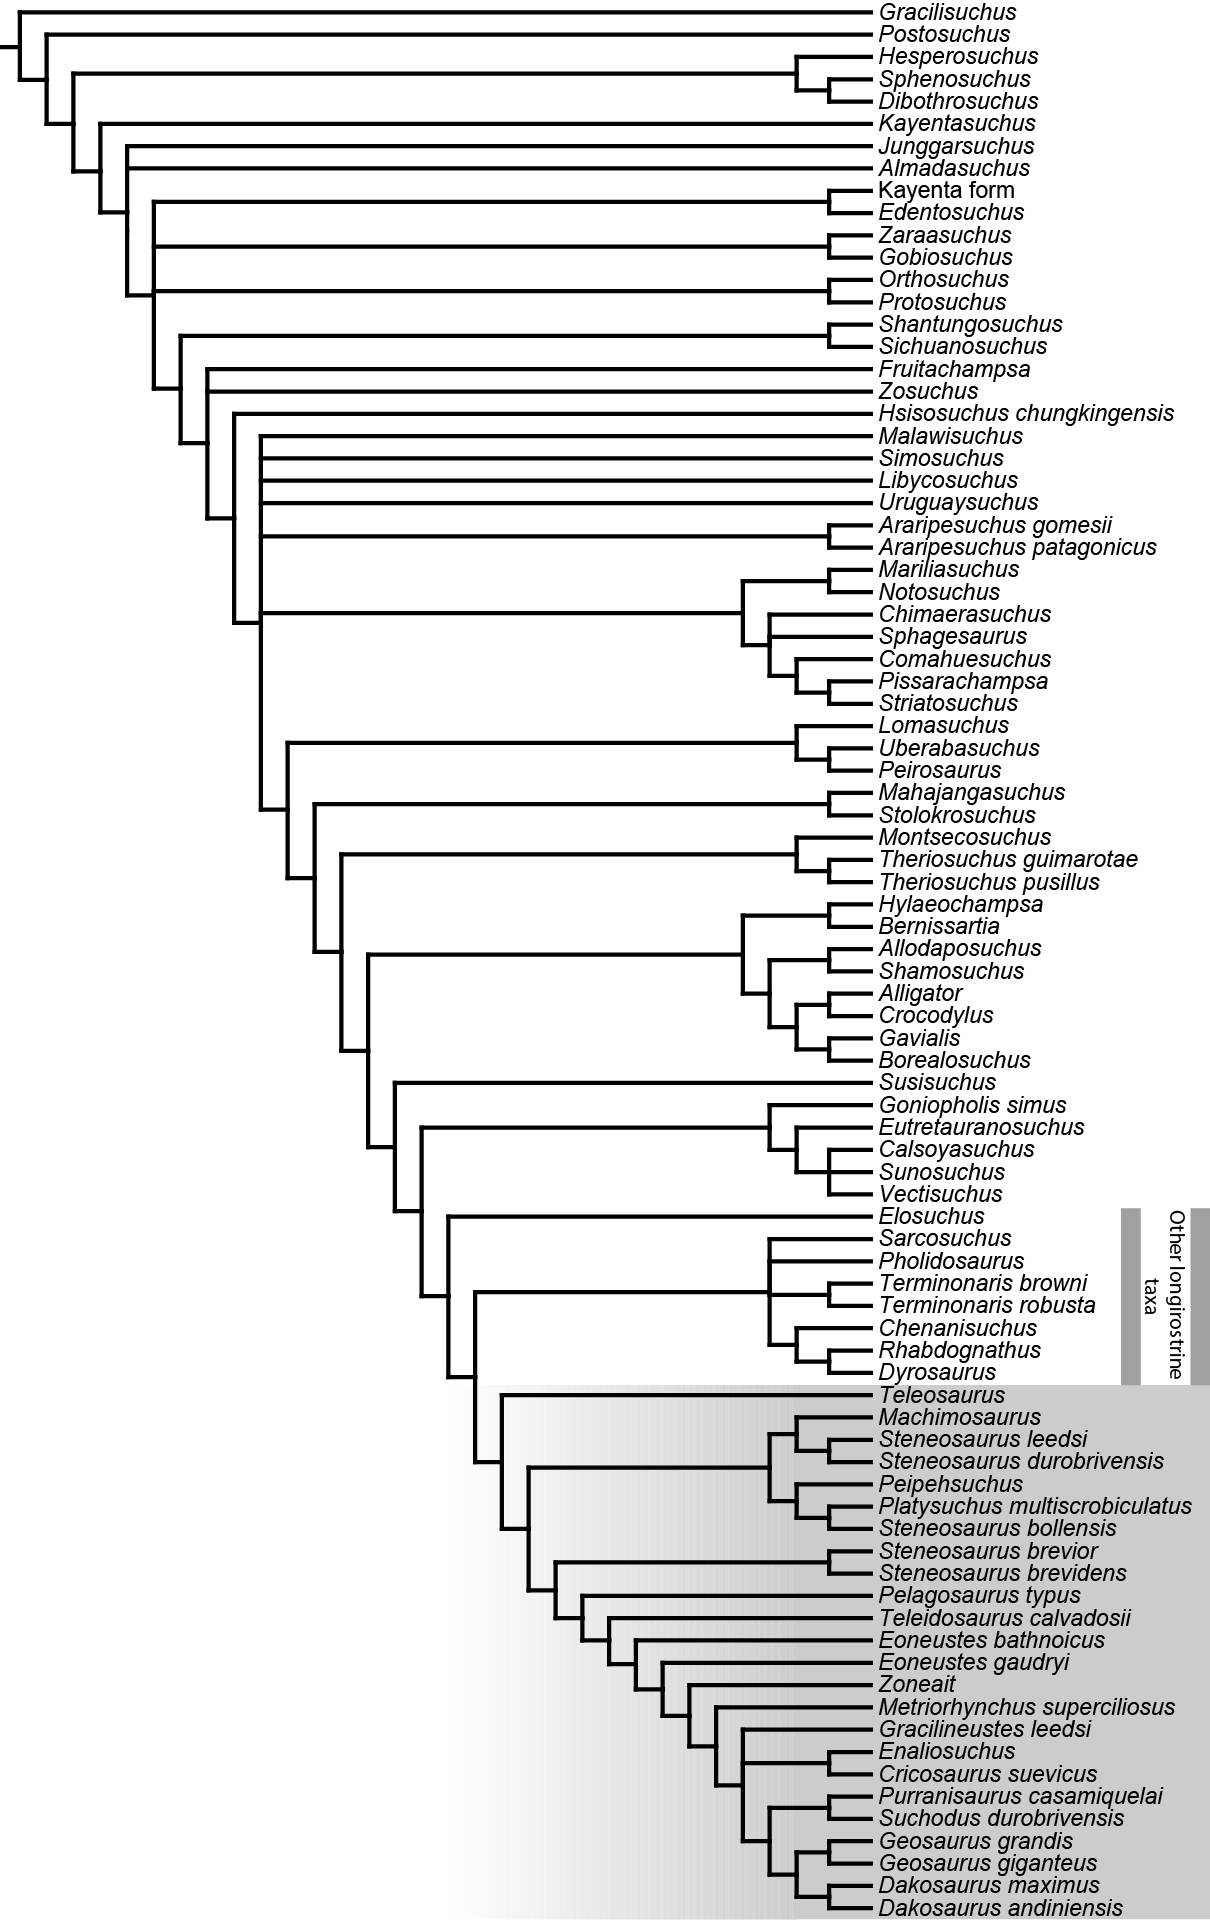 Gracilisuchus
Postosuchus
Hesperosuchus
Sphenosuchus
Dibothrosuchus
Kayentasuchus
Junggarsuchus
Almadasuchus
Kayenta form
Edentosuchus
Zaraasuchus
Gobiosuchus
Orthosuchus
Protosuchus
Shantungosuchus
Sichuanosuchus
Fruitachampsa
Zosuchus
Hsisosuchus chungkingensis
Malawisuchus
Simosuchus
Libycosuchus
Uruguaysuchus
Araripesuchus gomesii
Araripesuchus patagonicus
Mariliasuchus
Notosuchus
Chimaerasuchus
Sphagesaurus
Comahuesuchus
Pissarachampsa
Striatosuchus
Lomasuchus
Uberabasuchus
Peirosaurus
Mahajangasuchus
Stolokrosuchus
Montsecosuchus
Theriosuchus guimarotae
Theriosuchus pusillus
Hylaeochampsa
Bernissartia
Allodaposuchus
Shamosuchus
Alligator
Crocodylus
Gavialis
Borealosuchus
Susisuchus
Goniopholis simus
Eutretauranosuchus
Calsoyasuchus
Sunosuchus
Vectisuchus
Elosuchus
Sarcosuchus
Pholidosaurus
Terminonaris browni
Terminonaris robusta
Chenanisuchus
Rhabdognathus
Dyrosaurus
Other longirostrine
taxa
Teleosaurus
Machimosaurus
Steneosaurus leedsi
Steneosaurus durobrivensis
Peipehsuchus
Platysuchus multiscrobiculatus
Steneosaurus bollensis
Steneosaurus brevior
Steneosaurus brevidens
Pelagosaurus typus
Teleidosaurus calvadosii
Eoneustes bathnoicus
Eoneustes gaudryi
Zoneait
Metriorhynchus superciliosus
Gracilineustes leedsi
Enaliosuchus
Cricosaurus suevicus
Purranisaurus casamiquelai
Suchodus durobrivensis
Geosaurus grandis
Geosaurus giganteus
Dakosaurus maximus
Dakosaurus andiniensis